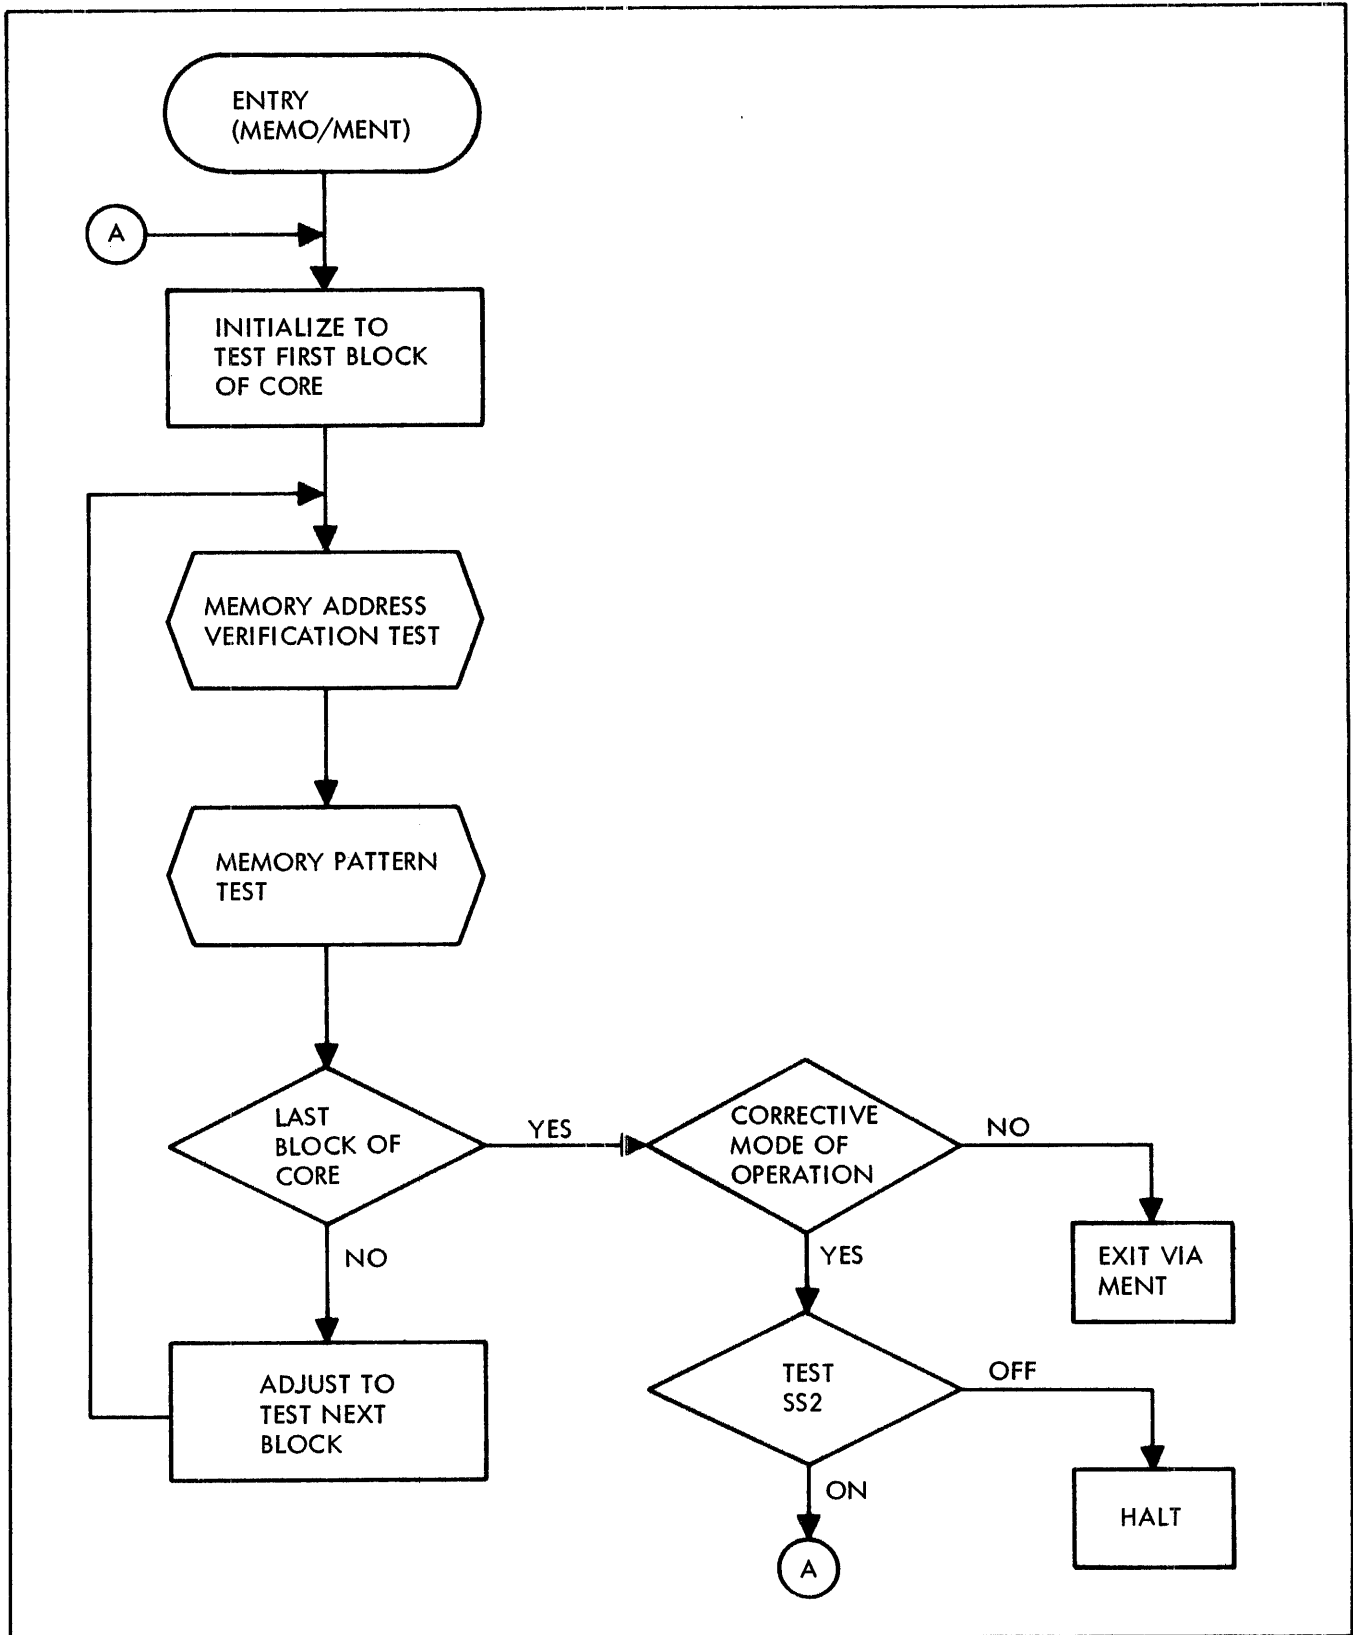 ENTRY
(MEMO/MENT)
A
INITIALIZE TO
TEST FIRST BLOCK
OF CORE
MEMORY ADDRESS
VERIFICATION TEST
MEMORY PATTERN
TEST
LAST
BLOCK OF
CORE
YES
CORRECTIVE
MODE OF
OPERATION
NO
NO
YES
EXIT VIA
MENT
ADJUST TO
TEST NEXT
BLOCK
TEST
SS2
OFF
ON
HALT
A